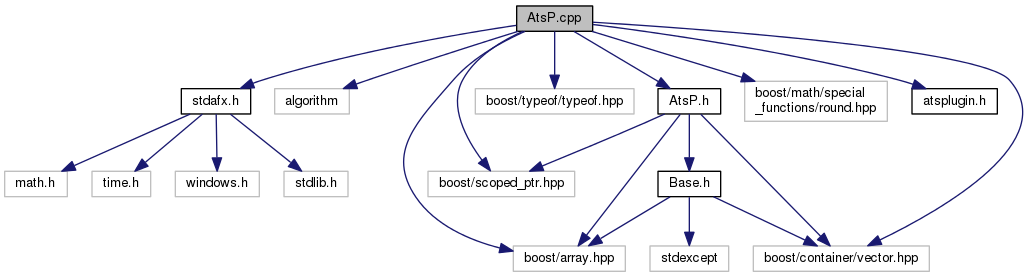 AtsP.cpp
stdafx.h
algorithm
boost/typeof/typeof.hpp
AtsP.h
boost/math/special
_functions/round.hpp
atsplugin.h
math.h
time.h
windows.h
stdlib.h
boost/scoped_ptr.hpp
Base.h
boost/array.hpp
stdexcept
boost/container/vector.hpp